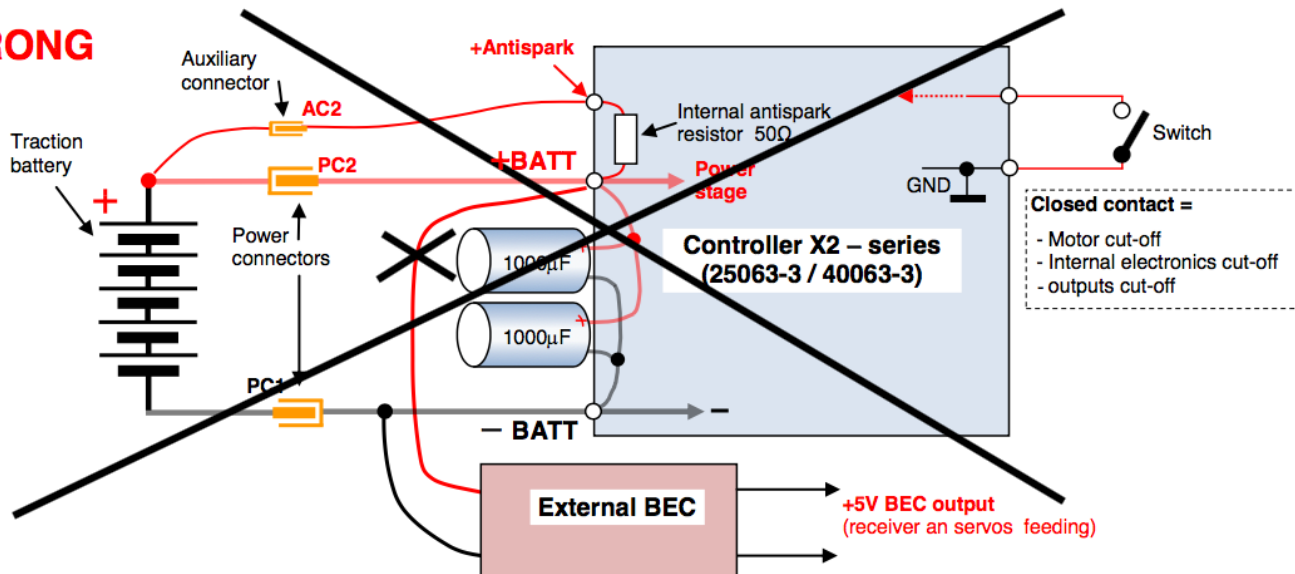 RONG
+Antispark
Auxiliary
connector
AC2
Internal antispark
resistor 50Ω
Switch
Traction
battery
PC2
+BATT
Power
stage
GND
+
Closed contact =
- Motor cut-off
- Internal electronics cut-off
- outputs cut-off
Power
connectors
+
1000µF
Controller X2 – series
(25063-3 / 40063-3)
+
1000µF
PC1
–
– BATT
External BEC
+5V BEC output
(receiver an servos feeding)